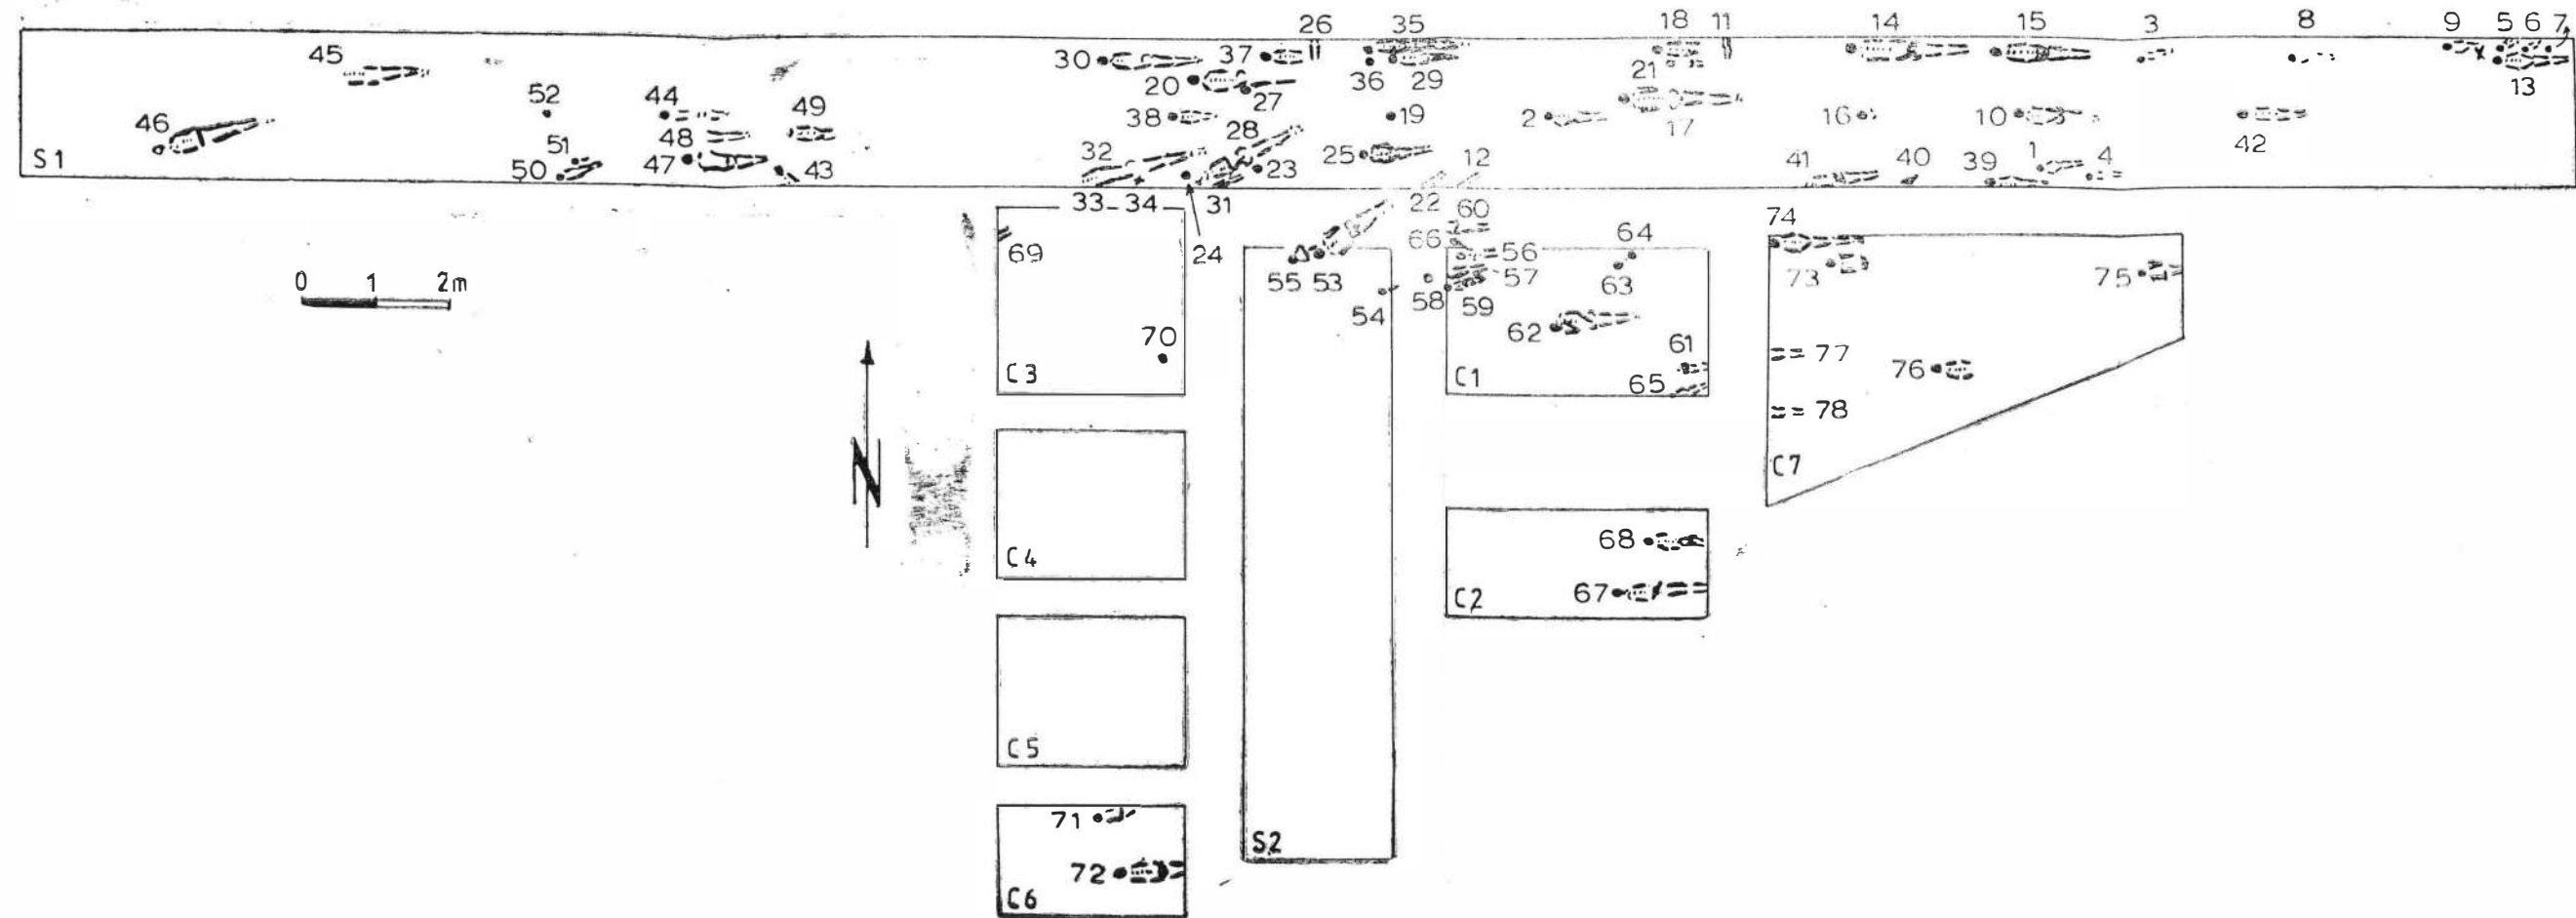 26 35 18 11 14 15 3 8 9 5 6 7
45 30 37
20 36 29 21 13
52 44 49 27
46 38 19 2 17 16 10
48 28 42
S1 51 32 25 12 41 40 39 1 4
50 47 43 23
33-34 31 22 60 74
69 24 66 64
56
0 1 2m 55 53 57 73 75
58 59 63
54
70 62
61 77
C3 C1 65 76
78
N C7
68
C4
67
C2
C5
71
S2
72
C6